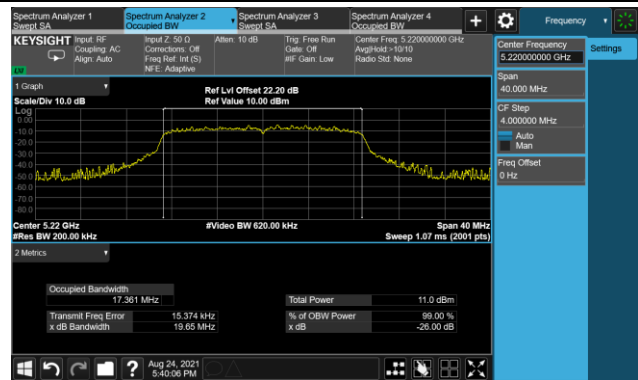 Spectrum Analyzer 1
Swept SA
Spectrum Analyzer 2
Occupied BW
Spectrum Analyzer 3
Swept SA
Spectrum Analyzer 4
Occupied BW
+
Frequency
KEYSIGHT
Input: RF
Coupling: AC
Align: Auto
Input Z: 50 Ω
Corrections: Off
Freq Ref: Int (S)
NFE: Adaptive
Atten: 10 dB
Trig: Free Run
Gate: Off
#IF Gain: Low
Center Freq: 5.220000000 GHz
Avg|Hold:>10/10
Radio Std: None
Center Frequency
5.220000000 GHz
Settings
Span
40.000 MHz
CF Step
4.000000 MHz
Auto
Man
Freq Offset
0 Hz
1 Graph
Scale/Div 10.0 dB
Ref Lvl Offset 22.20 dB
Ref Value 10.00 dBm
Log
0.00
-10.0
-20.0
-30.0
-40.0
-50.0
-60.0
-70.0
-80.0
Center 5.22 GHz
#Res BW 200.00 kHz
#Video BW 620.00 kHz
Span 40 MHz
Sweep 1.07 ms (2001 pts)
2 Metrics
Occupied Bandwidth
17.361 MHz
Total Power 11.0 dBm
Transmit Freq Error 15.374 kHz
% of OBW Power 99.00 %
x dB Bandwidth 19.65 MHz
x dB -26.00 dB
?
Aug 24, 2021
5:40:06 PM